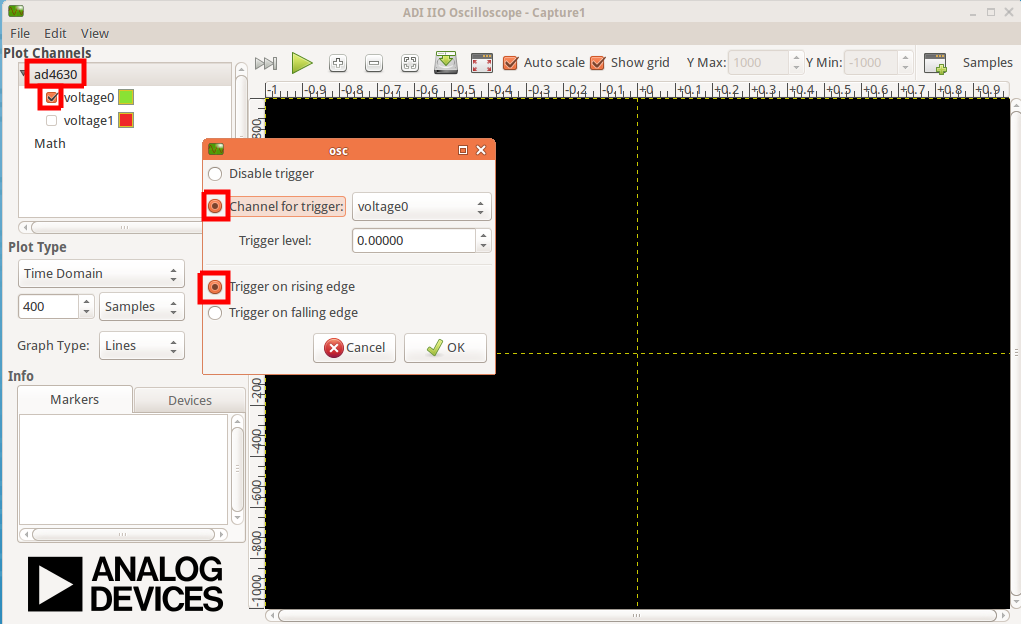 ADI IIO Oscilloscope - Capture1
File Edit View
Plot Channels
ad4630
voltage0
voltage1
Math
Auto scale Show grid Y Max: 1000 Y Min: -1000 Samples
-1 -0.9 -0.8 -0.7 -0.6 -0.5 -0.4 -0.3 -0.2 -0.1 +0 +0.1 +0.2 +0.3 +0.4 +0.5 +0.6 +0.7 +0.8 +0.9
800
osc
Disable trigger
Channel for trigger: voltage0
Trigger level: 0.00000
Trigger on rising edge
Trigger on falling edge
Cancel OK
Plot Type
Time Domain
400 Samples
Graph Type: Lines
Info
Markers Devices
-200
-400
-600
-800
-1000
ANALOG
DEVICES